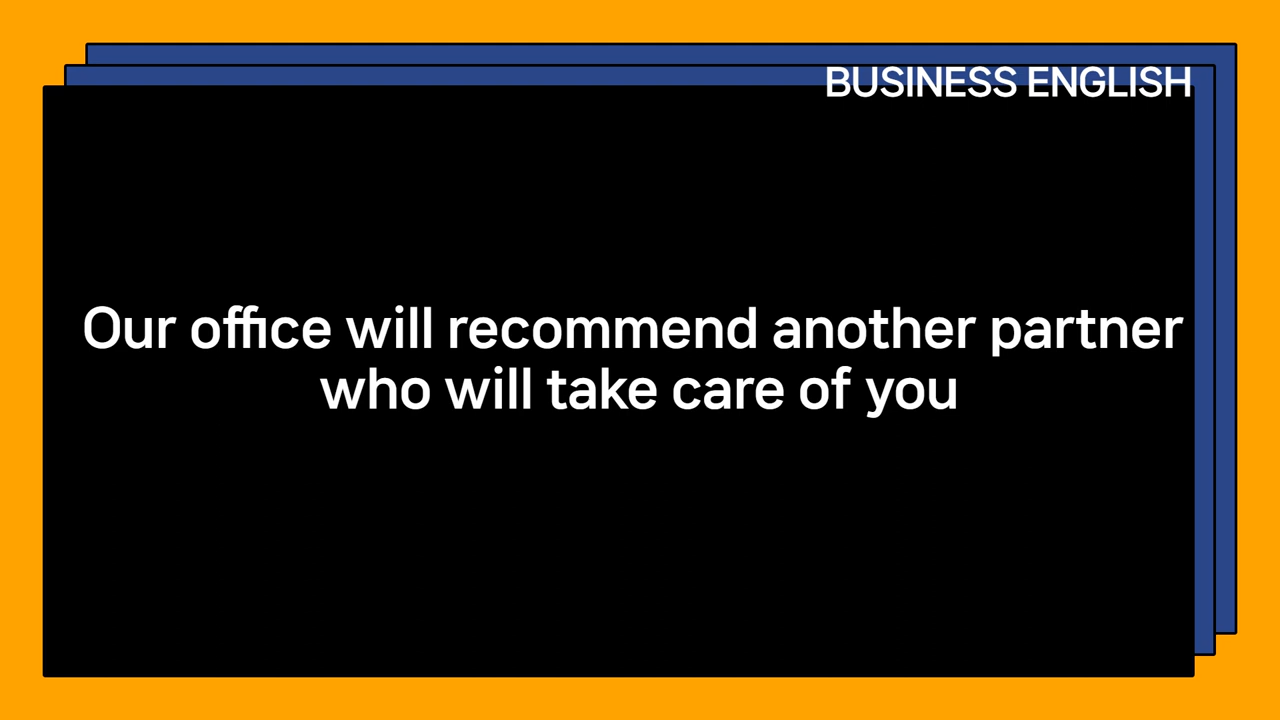 BUSINESS ENGLISH
Our office will recommend another partner
who will take care of you